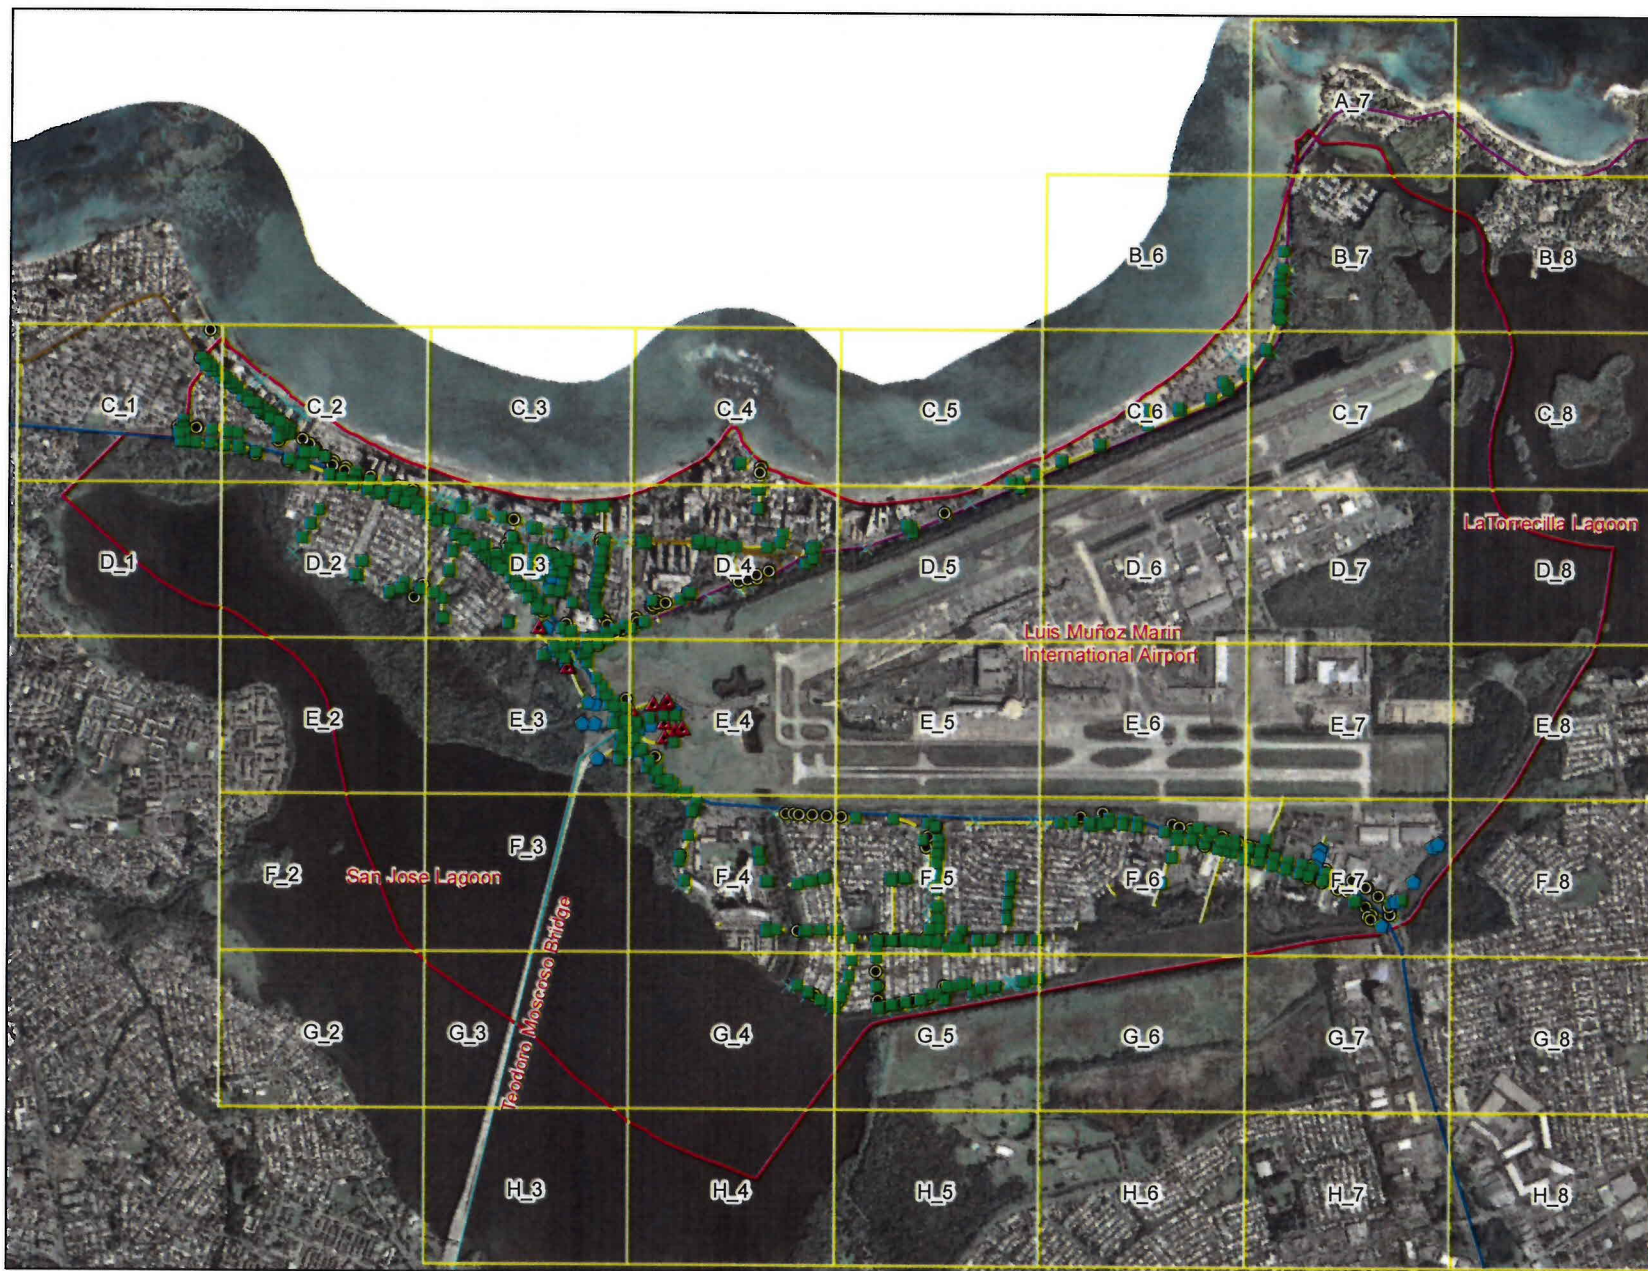 A_7
B_6
B_7
B_8
C_1
C_2
C_3
C_4
C_5
C_6
C_7
C_8
LaTorrecilla Lagoon
D_1
D_2
D_3
D_4
D_5
D_6
D_7
D_8
Luis Muñoz Marin
International Airport
E_2
E_3
E_4
E_5
E_6
E_7
E_8
F_2
San Jose Lagoon
F_3
F_4
F_5
F_6
F_7
F_8
Teodoro Moscoso Bridge
G_2
G_3
G_4
G_5
G_6
G_7
G_8
H_3
H_4
H_5
H_6
H_7
H_8